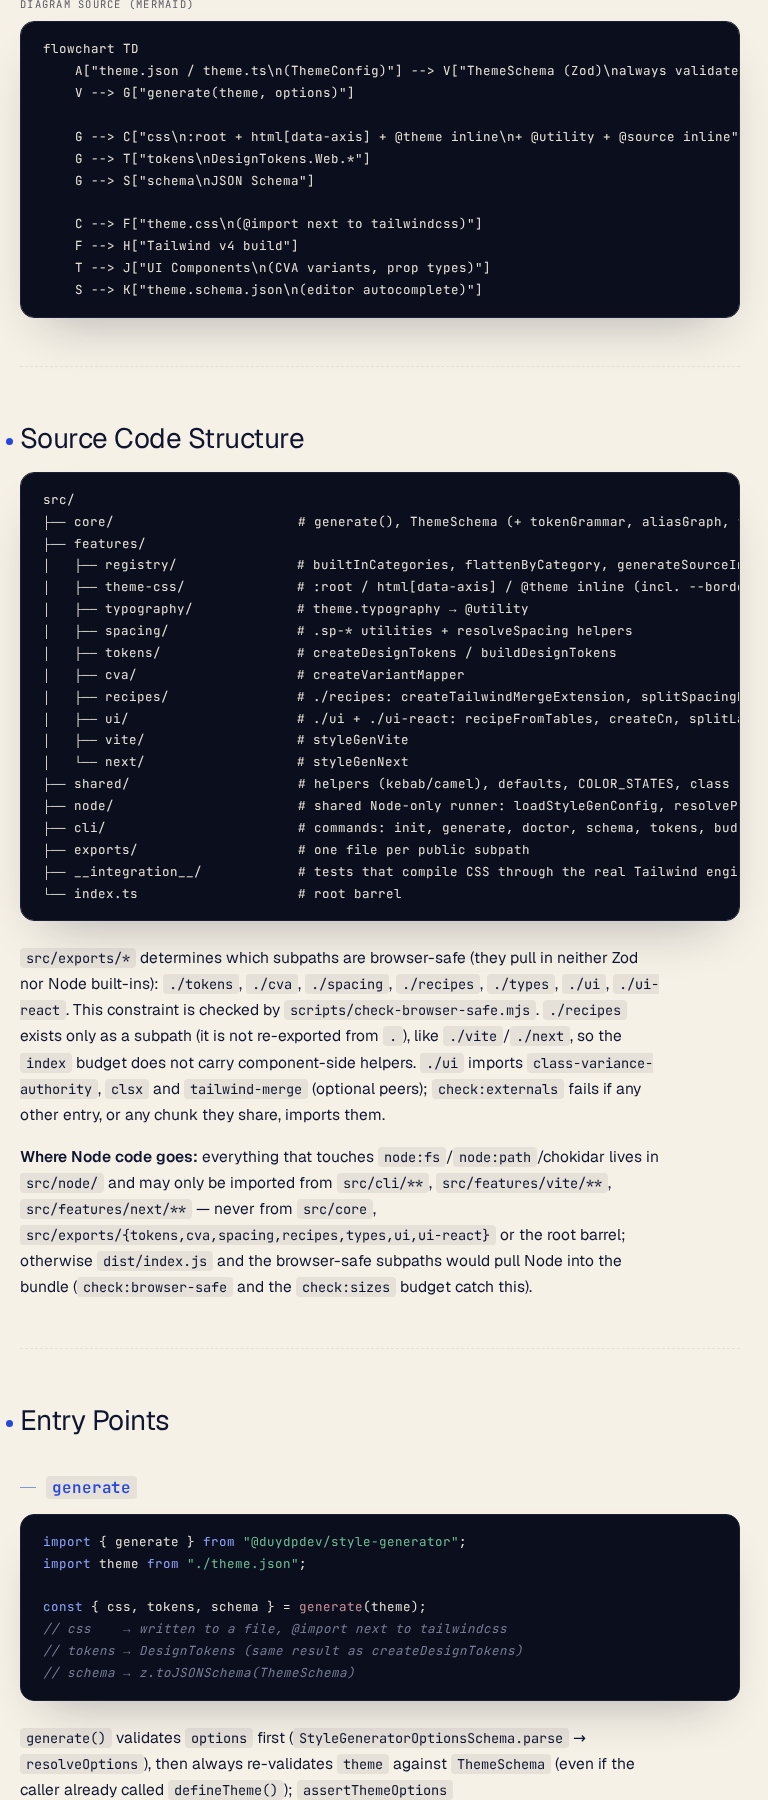 DIAGRAM SOURCE (MERMAID)
flowchart TD
    A["theme.json / theme.ts\n(ThemeConfig)"] --> V["ThemeSchema (Zod)\nalways validate
    V --> G["generate(theme, options)"]

    G --> C["css\n:root + html[data-axis] + @theme inline\n+ @utility + @source inline"
    G --> T["tokens\nDesignTokens.Web.*"]
    G --> S["schema\nJSON Schema"]

    C --> F["theme.css\n(@import next to tailwindcss)"]
    F --> H["Tailwind v4 build"]
    T --> J["UI Components\n(CVA variants, prop types)"]
    S --> K["theme.schema.json\n(editor autocomplete)"]
Source Code Structure
src/
├── core/                       # generate(), ThemeSchema (+ tokenGrammar, aliasGraph,
├── features/
│   ├── registry/               # builtInCategories, flattenByCategory, generateSourceIn
│   ├── theme-css/              # :root / html[data-axis] / @theme inline (incl. --borde
│   ├── typography/             # theme.typography → @utility
│   ├── spacing/                # .sp-* utilities + resolveSpacing helpers
│   ├── tokens/                 # createDesignTokens / buildDesignTokens
│   ├── cva/                    # createVariantMapper
│   ├── recipes/                # ./recipes: createTailwindMergeExtension, splitSpacing
│   ├── ui/                     # ./ui + ./ui-react: recipeFromTables, createCn, splitLa
│   ├── vite/                   # styleGenVite
│   └── next/                   # styleGenNext
├── shared/                     # helpers (kebab/camel), defaults, COLOR_STATES, class
├── node/                       # shared Node-only runner: loadStyleGenConfig, resolveP
├── cli/                        # commands: init, generate, doctor, schema, tokens, bud
├── exports/                    # one file per public subpath
├── __integration__/            # tests that compile CSS through the real Tailwind engi
└── index.ts                    # root barrel
src/exports/* determines which subpaths are browser-safe (they pull in neither Zod
nor Node built-ins): ./tokens, ./cva, ./spacing, ./recipes, ./types, ./ui, ./ui-
react. This constraint is checked by scripts/check-browser-safe.mjs. ./recipes
exists only as a subpath (it is not re-exported from .), like ./vite/./next, so the
index budget does not carry component-side helpers. ./ui imports class-variance-
authority, clsx and tailwind-merge (optional peers); check:externals fails if any
other entry, or any chunk they share, imports them.
Where Node code goes: everything that touches node:fs/node:path/chokidar lives in
src/node/ and may only be imported from src/cli/**, src/features/vite/**,
src/features/next/** — never from src/core,
src/exports/{tokens,cva,spacing,recipes,types,ui,ui-react} or the root barrel;
otherwise dist/index.js and the browser-safe subpaths would pull Node into the
bundle (check:browser-safe and the check:sizes budget catch this).
Entry Points
— generate
import { generate } from "@duydpdev/style-generator";
import theme from "./theme.json";

const { css, tokens, schema } = generate(theme);
// css    → written to a file, @import next to tailwindcss
// tokens → DesignTokens (same result as createDesignTokens)
// schema → z.toJSONSchema(ThemeSchema)
generate() validates options first (StyleGeneratorOptionsSchema.parse →
resolveOptions), then always re-validates theme against ThemeSchema (even if the
caller already called defineTheme()); assertThemeOptions